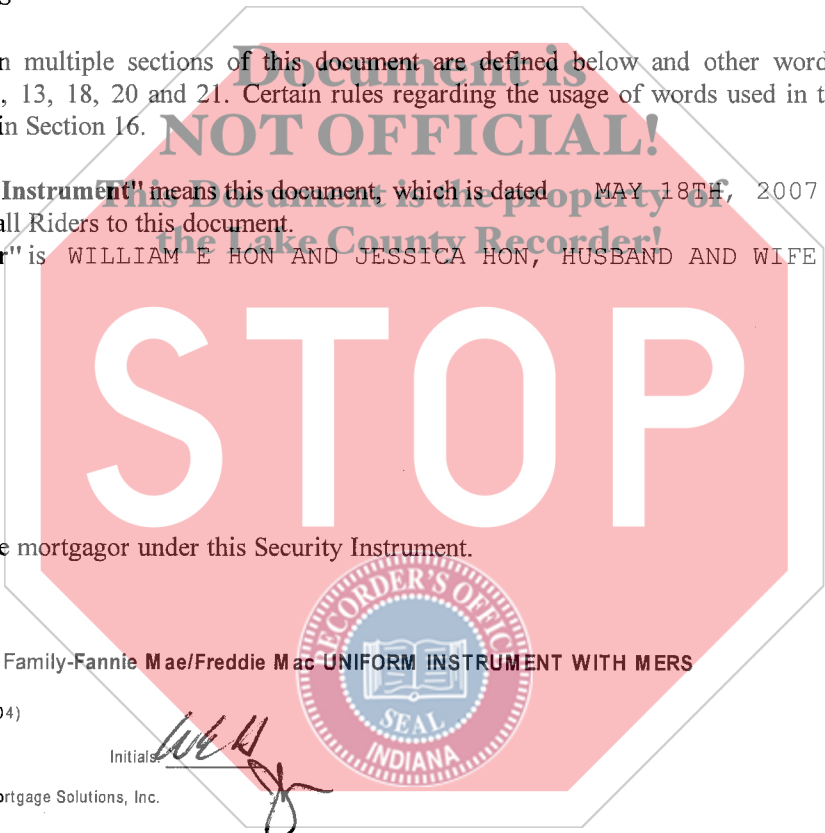 S
n multiple sections of this document are defined below and other word
, 13, 18, 20 and 21. Certain rules regarding the usage of words used in t
in Section 16.
Document is
NOT OFFICIAL!
This Document is the property of
the Lake County Recorder!
Instrument" means this document, which is dated MAY 18TH, 2007
all Riders to this document.
r" is WILLIAM E HON AND JESSICA HON, HUSBAND AND WIFE
STOP
e mortgagor under this Security Instrument.
RECORDER'S OFFICE
SEAL
INDIANA
Family-Fannie Mae/Freddie Mac UNIFORM INSTRUMENT WITH MERS
04)
Initials
WEH
ortgage Solutions, Inc.